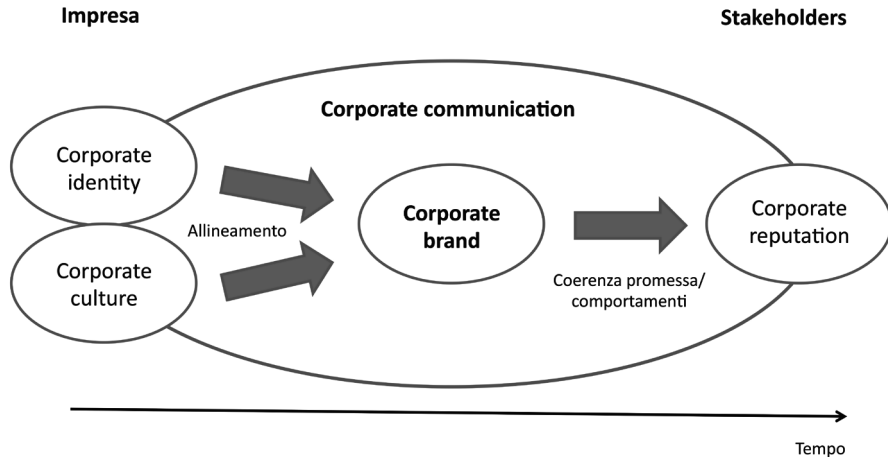 Impresa
Stakeholders
Corporate communication
Corporate
identity
Allineamento
Corporate
culture
Corporate
brand
Coerenza promessa/
comportamenti
Corporate
reputation
Tempo